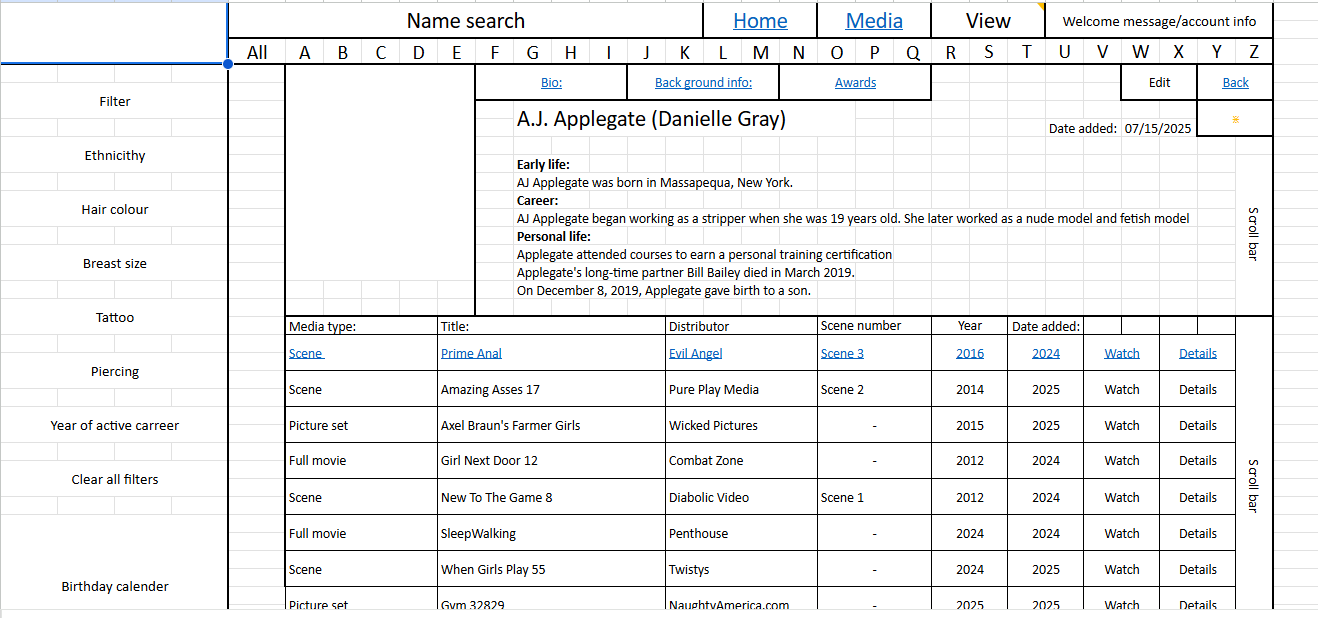 Name search Home Media View Welcome message/account info
All A B C D E F G H I J K L M N O P Q R S T U V W X Y Z
Bio: Back ground info: Awards Edit Back
Filter
A.J. Applegate (Danielle Gray)
Date added: 07/15/2025
Ethnicithy
Early life:
AJ Applegate was born in Massapequa, New York.
Career:
Hair colour
AJ Applegate began working as a stripper when she was 19 years old. She later worked as a nude model and fetish model
Personal life:
Applegate attended courses to earn a personal training certification
Breast size
Applegate's long-time partner Bill Bailey died in March 2019.
On December 8, 2019, Applegate gave birth to a son.
Scroll bar
Tattoo
Media type: Title: Distributor Scene number Year Date added:
Scene Prime Anal Evil Angel Scene 3 2016 2024 Watch Details
Piercing
Scene Amazing Asses 17 Pure Play Media Scene 2 2014 2025 Watch Details
Year of active carreer
Picture set Axel Braun's Farmer Girls Wicked Pictures - 2015 2025 Watch Details
Full movie Girl Next Door 12 Combat Zone - 2012 2024 Watch Details
Clear all filters
Scene New To The Game 8 Diabolic Video Scene 1 2012 2024 Watch Details
Scroll bar
Full movie SleepWalking Penthouse - 2024 2024 Watch Details
Scene When Girls Play 55 Twistys - 2024 2025 Watch Details
Birthday calender
Picture set Gym 32829 NaughtyAmerica.com - 2025 2025 Watch Details